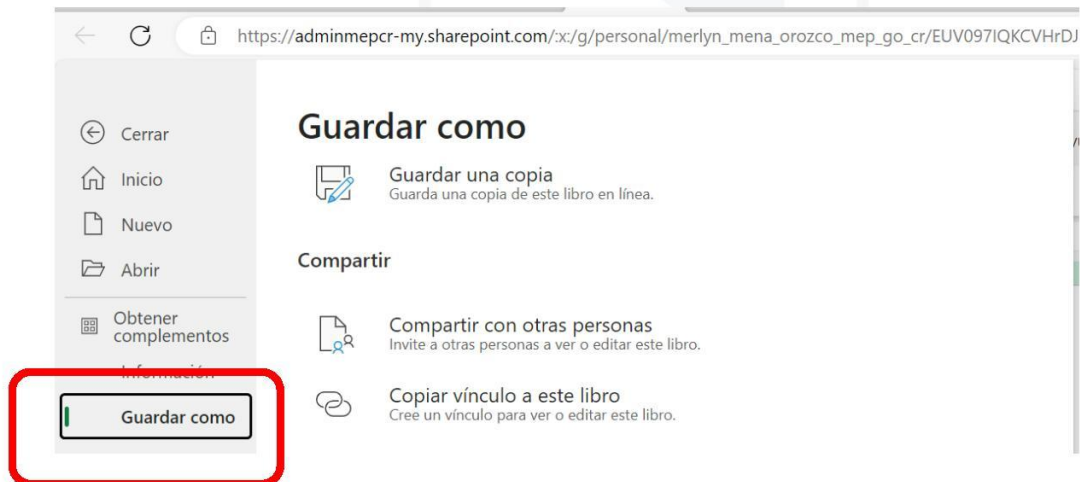 https://adminmepcr-my.sharepoint.com/:x:/g/personal/merlyn_mena_orozco_mep_go_cr/EUV097IQKCVHrDJ
Cerrar
Inicio
Nuevo
Abrir
Obtener
complementos
Información
Guardar como
Guardar como
Guardar una copia
Guarda una copia de este libro en línea.
Compartir
Compartir con otras personas
Invite a otras personas a ver o editar este libro.
Copiar vínculo a este libro
Cree un vínculo para ver o editar este libro.